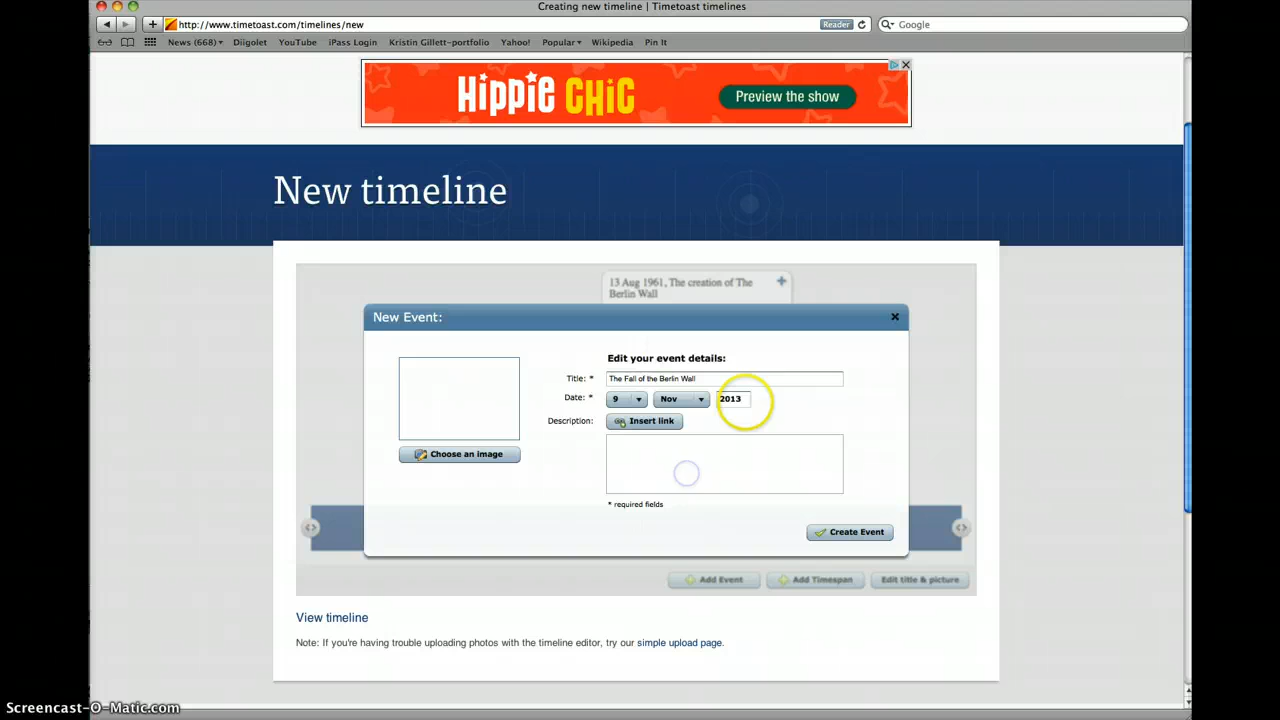 Creating new timeline | Timetoast timelines
http://www.timetoast.com/timelines/new
Reader
Google
News (668)
Diigolet
YouTube
iPass Login
Kristin Gillett-portfolio
Yahoo!
Popular
Wikipedia
Pin It
HiPPiE CHiC
Preview the show
New timeline
13 Aug 1961, The creation of The
Berlin Wall
New Event:
Edit your event details:
Title: *
The Fall of the Berlin Wall
Date: *
9
Nov
2013
Description:
Insert link
Choose an image
* required fields
Create Event
Add Event
Add Timespan
Edit title & picture
View timeline
Note: If you're having trouble uploading photos with the timeline editor, try our simple upload page.
Screencast-O-Matic.com